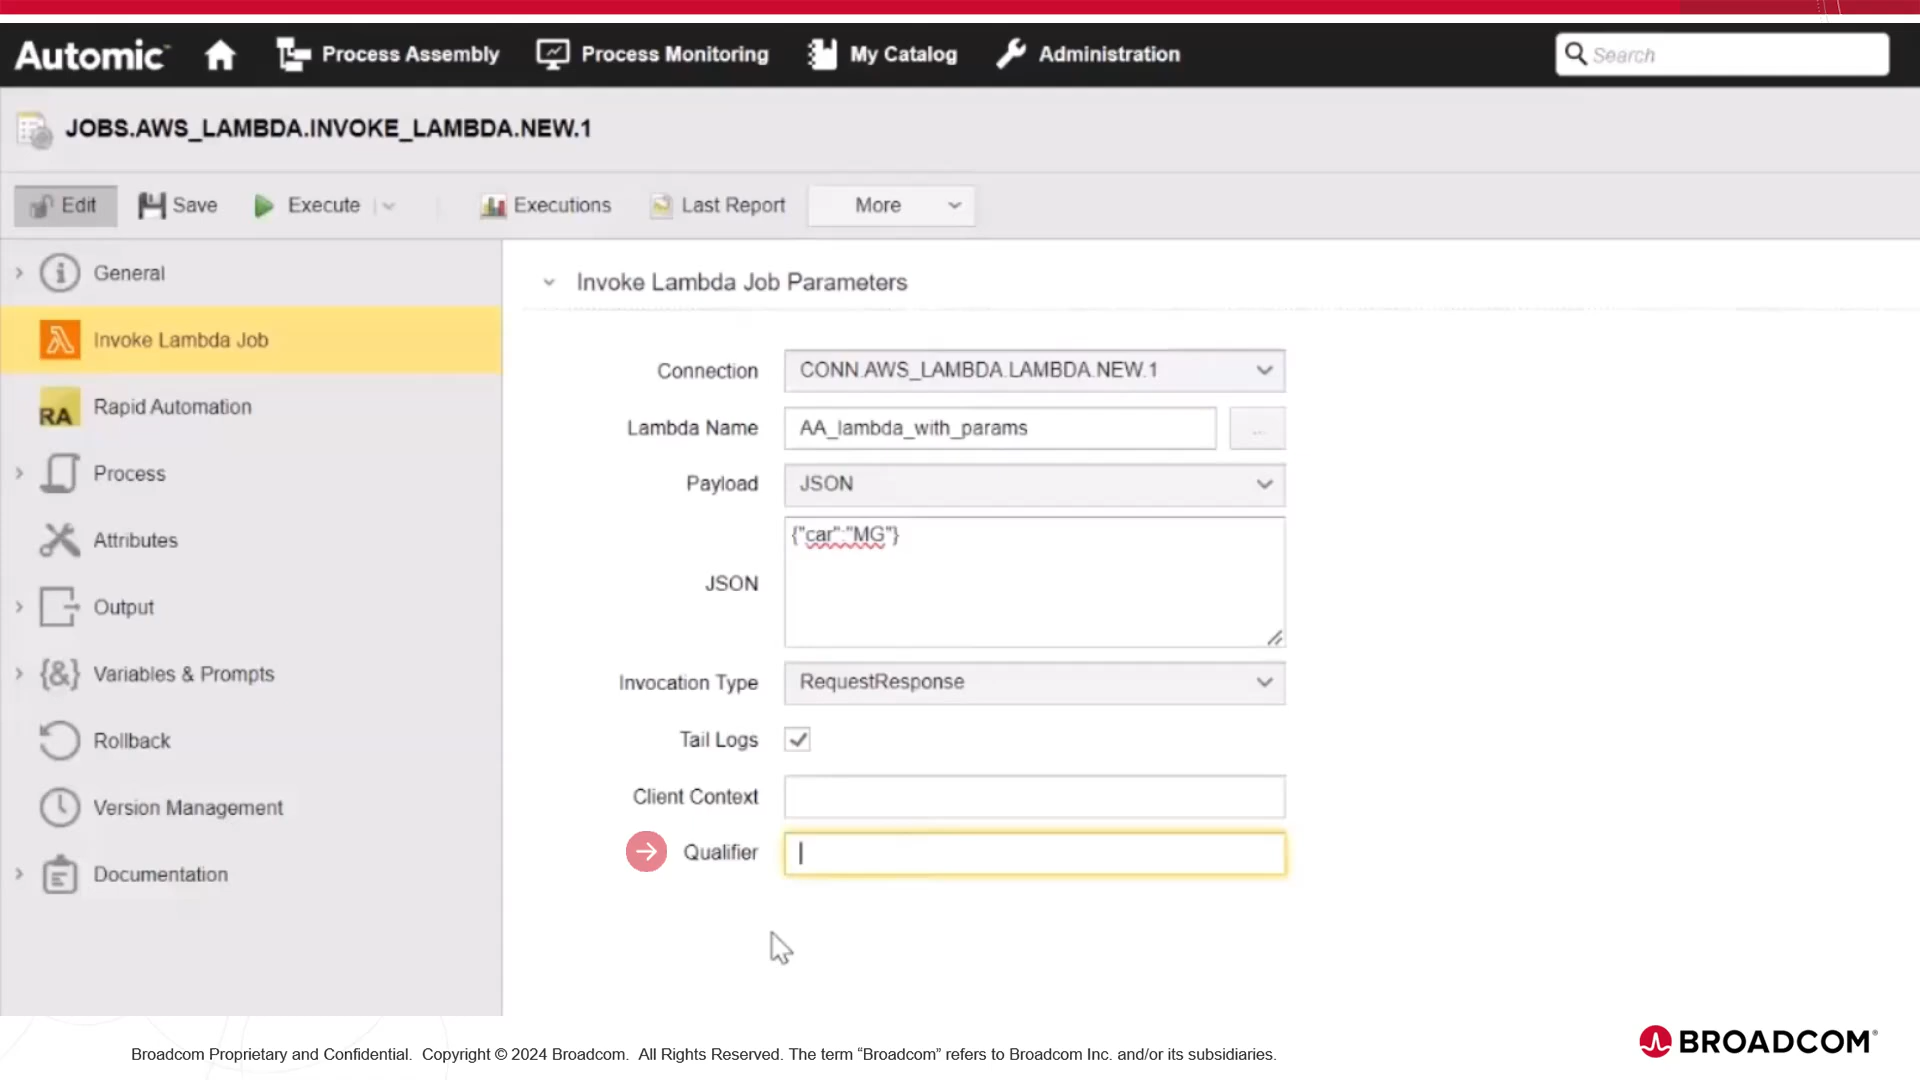 Automic™
Process Assembly
Process Monitoring
My Catalog
Administration
Search
JOBS.AWS_LAMBDA.INVOKE_LAMBDA.NEW.1
Edit
Save
Execute
Executions
Last Report
More
General
Invoke Lambda Job
RA Rapid Automation
Process
Attributes
Output
{&} Variables & Prompts
Rollback
Version Management
Documentation
Invoke Lambda Job Parameters
Connection CONN.AWS_LAMBDA.LAMBDA.NEW.1
Lambda Name AA_lambda_with_params ...
Payload JSON
JSON {"car":"MG"}
Invocation Type RequestResponse
Tail Logs
Client Context
Qualifier
Broadcom Proprietary and Confidential. Copyright © 2024 Broadcom. All Rights Reserved. The term “Broadcom” refers to Broadcom Inc. and/or its subsidiaries.
BROADCOM®